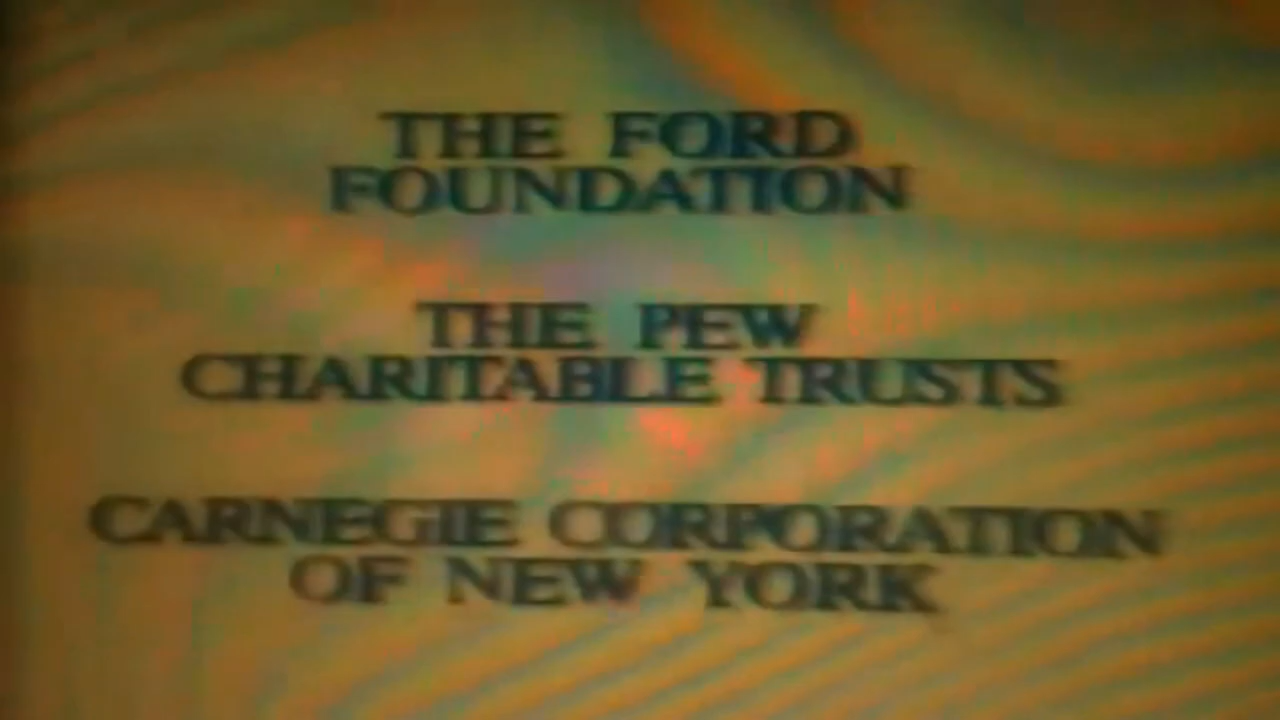 THE FORD
FOUNDATION
THE PEW
CHARITABLE TRUSTS
CARNEGIE CORPORATION
OF NEW YORK